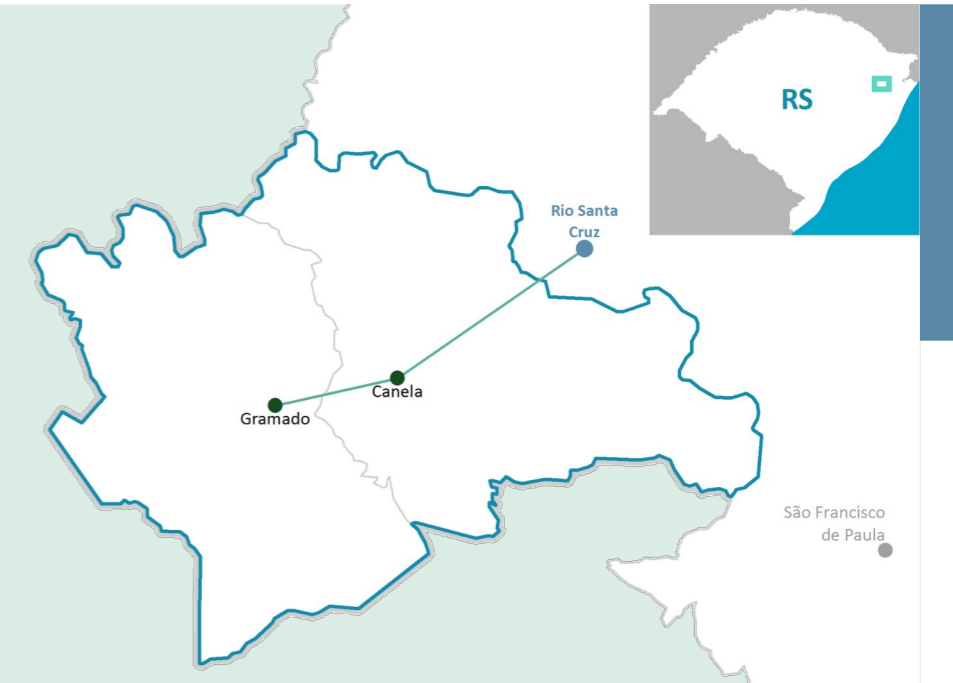 RS
Rio Santa
Cruz
Canela
Gramado
São Francisco
de Paula